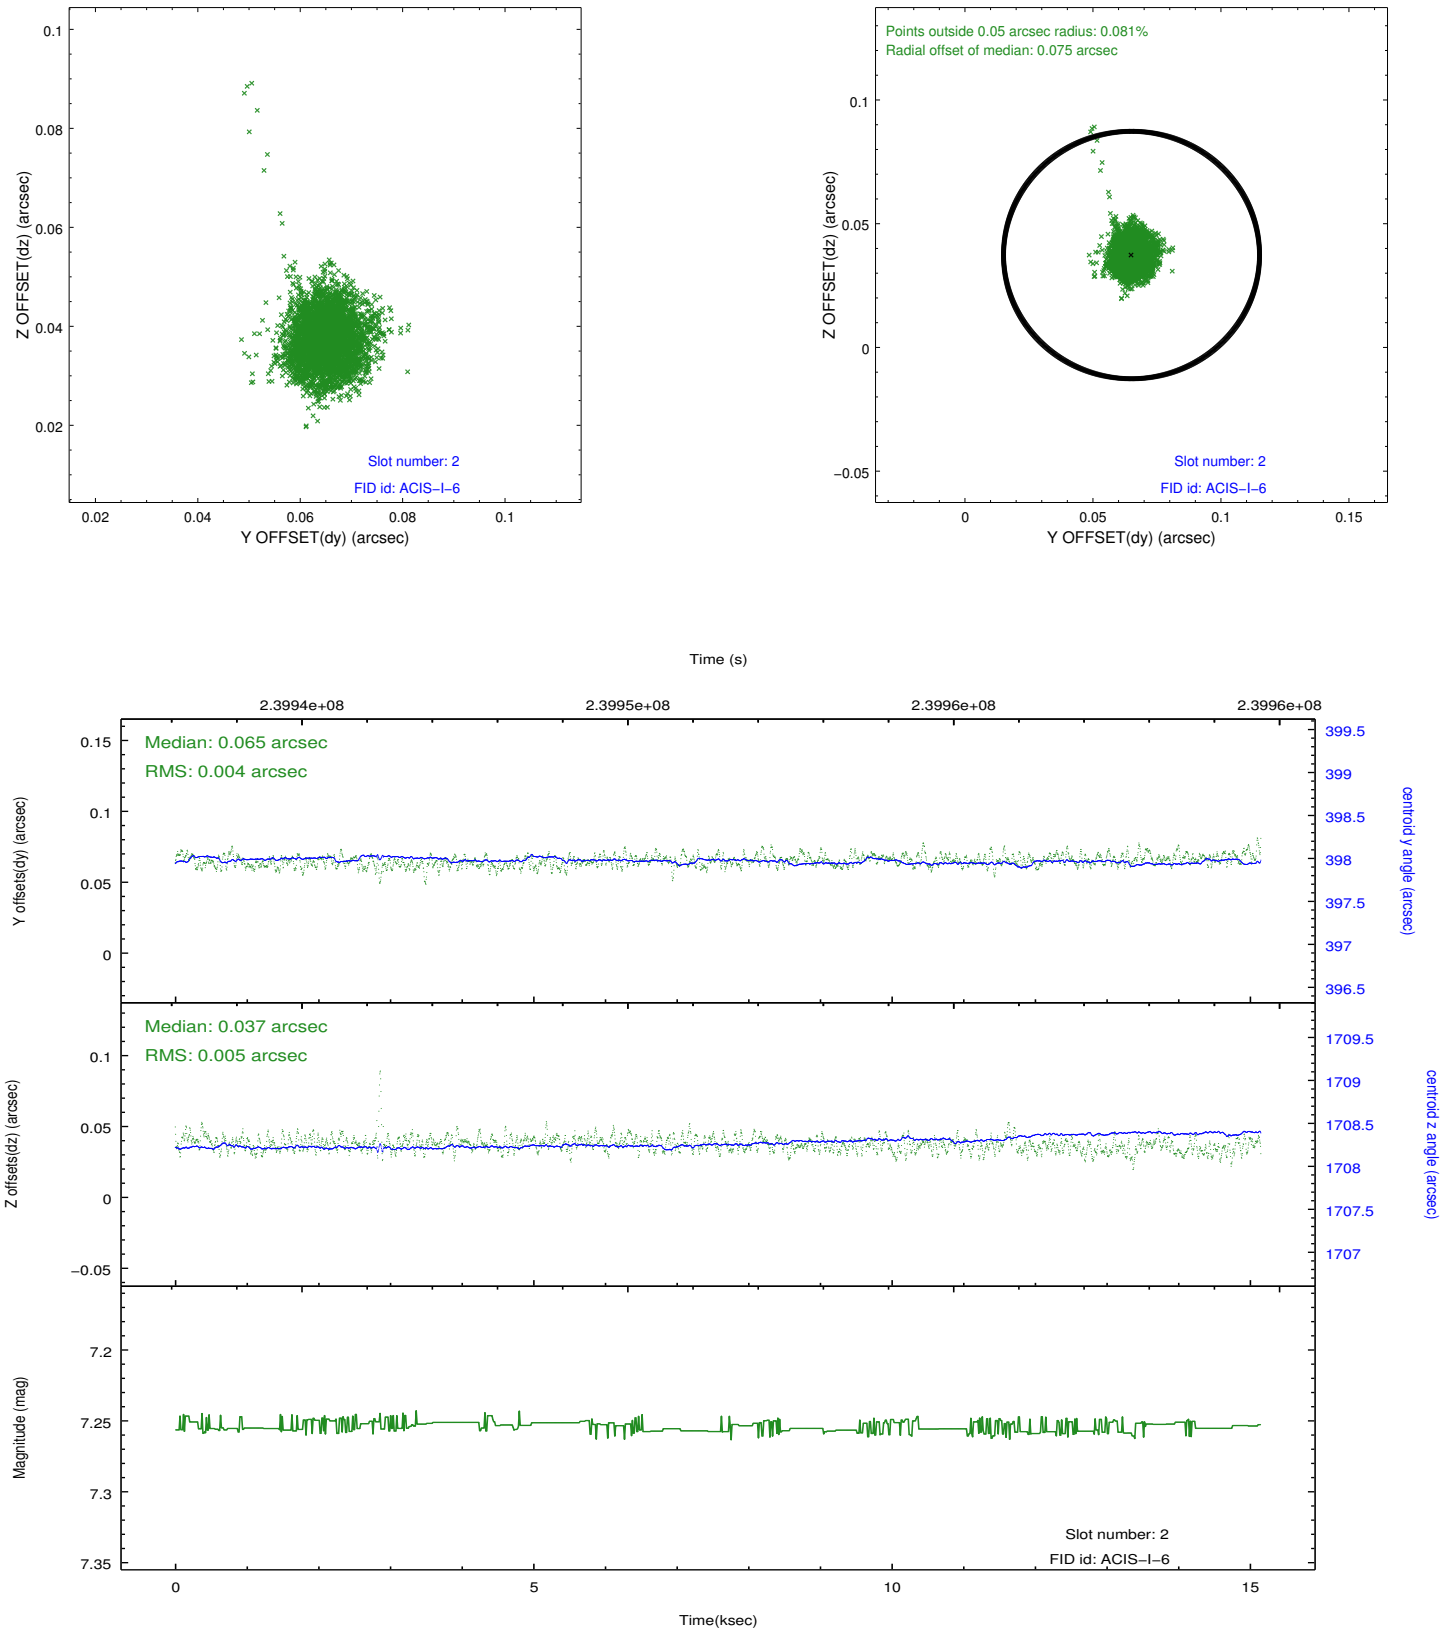 0.1
0.08
0.06
0.04
0.02
Z OFFSET(dz) (arcsec)
Slot number: 2
FID id: ACIS−I−6
0.02 0.04 0.06 0.08 0.1
Y OFFSET(dy) (arcsec)
Points outside 0.05 arcsec radius: 0.081%
Radial offset of median: 0.075 arcsec
0.1
0.05
0
−0.05
Z OFFSET(dz) (arcsec)
Slot number: 2
FID id: ACIS−I−6
0 0.05 0.1 0.15
Y OFFSET(dy) (arcsec)
Time (s)
2.3994e+08 2.3995e+08 2.3996e+08 2.3996e+08
Median: 0.065 arcsec
RMS: 0.004 arcsec
0.15
0.1
0.05
0
Y offsets(dy) (arcsec)
399.5
399
398.5
398
397.5
397
396.5
centroid y angle (arcsec)
Median: 0.037 arcsec
RMS: 0.005 arcsec
0.1
0.05
0
−0.05
Z offsets(dz) (arcsec)
1709.5
1709
1708.5
1708
1707.5
1707
centroid z angle (arcsec)
7.2
7.25
7.3
7.35
Magnitude (mag)
Slot number: 2
FID id: ACIS−I−6
0 5 10 15
Time(ksec)